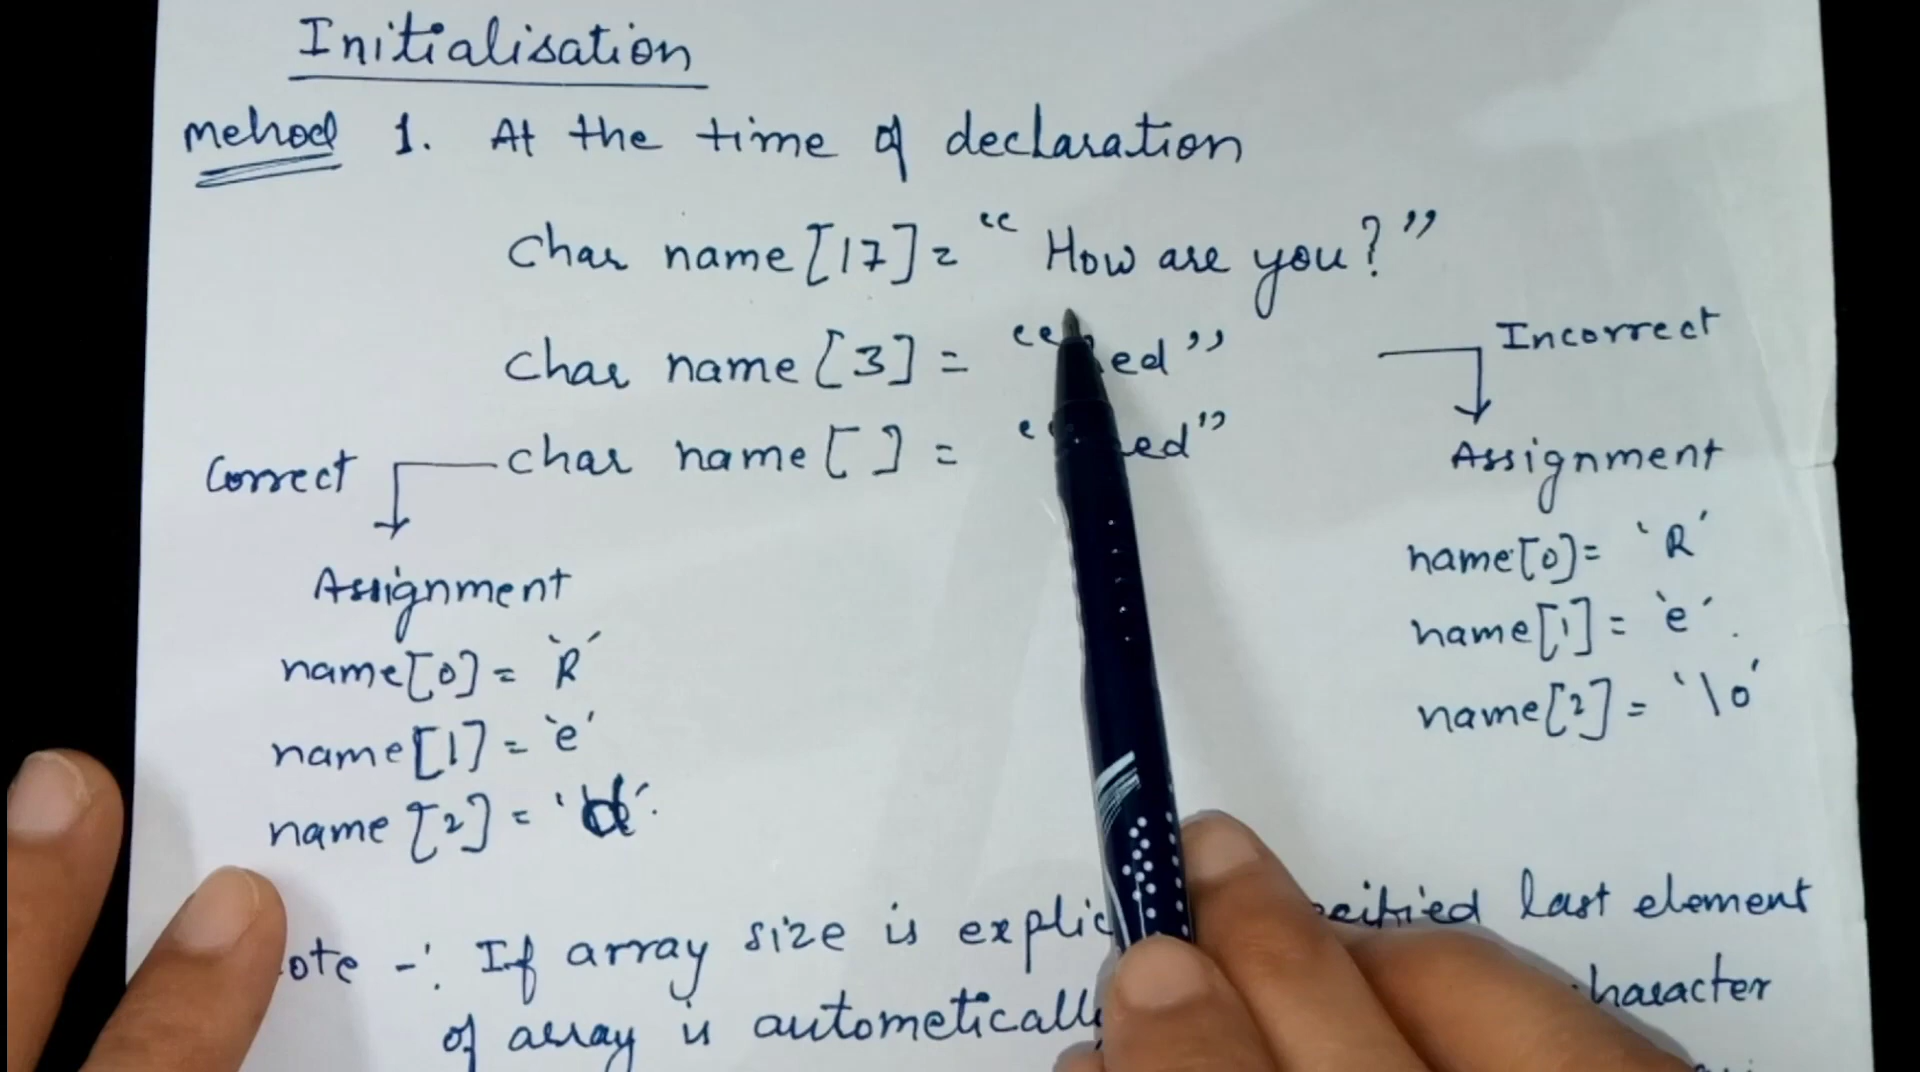 Initialisation
Mehod 1. At the time of declaration
Char name [17] = " How are you? "
Char name [3] = " ed "
Incorrect
Correct char name [ ] = " ed "
Assignment
name[0] = 'R'
name[1] = 'e'.
name[2] = '\0'
Assignment
name[0] = 'R'
name[1] = 'e'
name [2] = 'd'.
ote -: If array size is explic ecified last element
of array is autometicall haracter